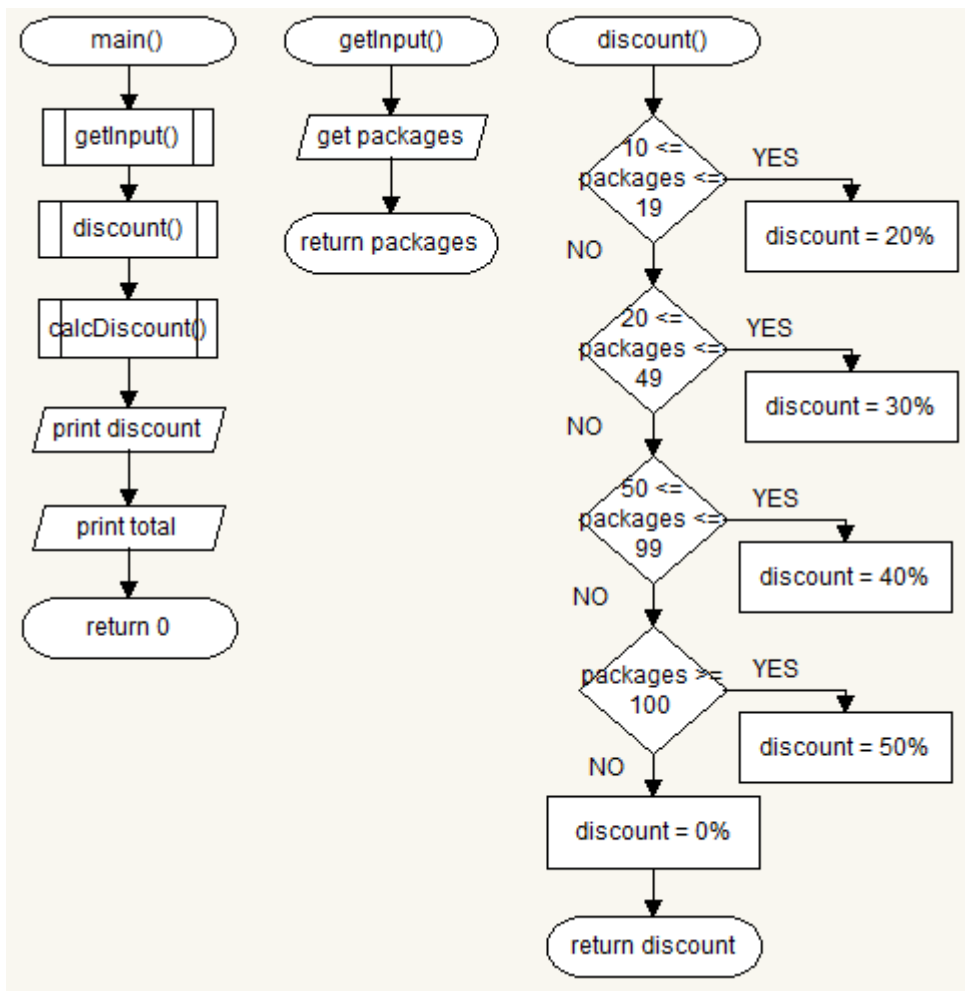 main()
getInput()
discount()
calcDiscount()
print discount
print total
return 0
getInput()
get packages
return packages
discount()
10 <=
packages <=
19
YES
discount = 20%
NO
20 <=
packages <=
49
YES
discount = 30%
NO
50 <=
packages <=
99
YES
discount = 40%
NO
packages >=
100
YES
discount = 50%
NO
discount = 0%
return discount